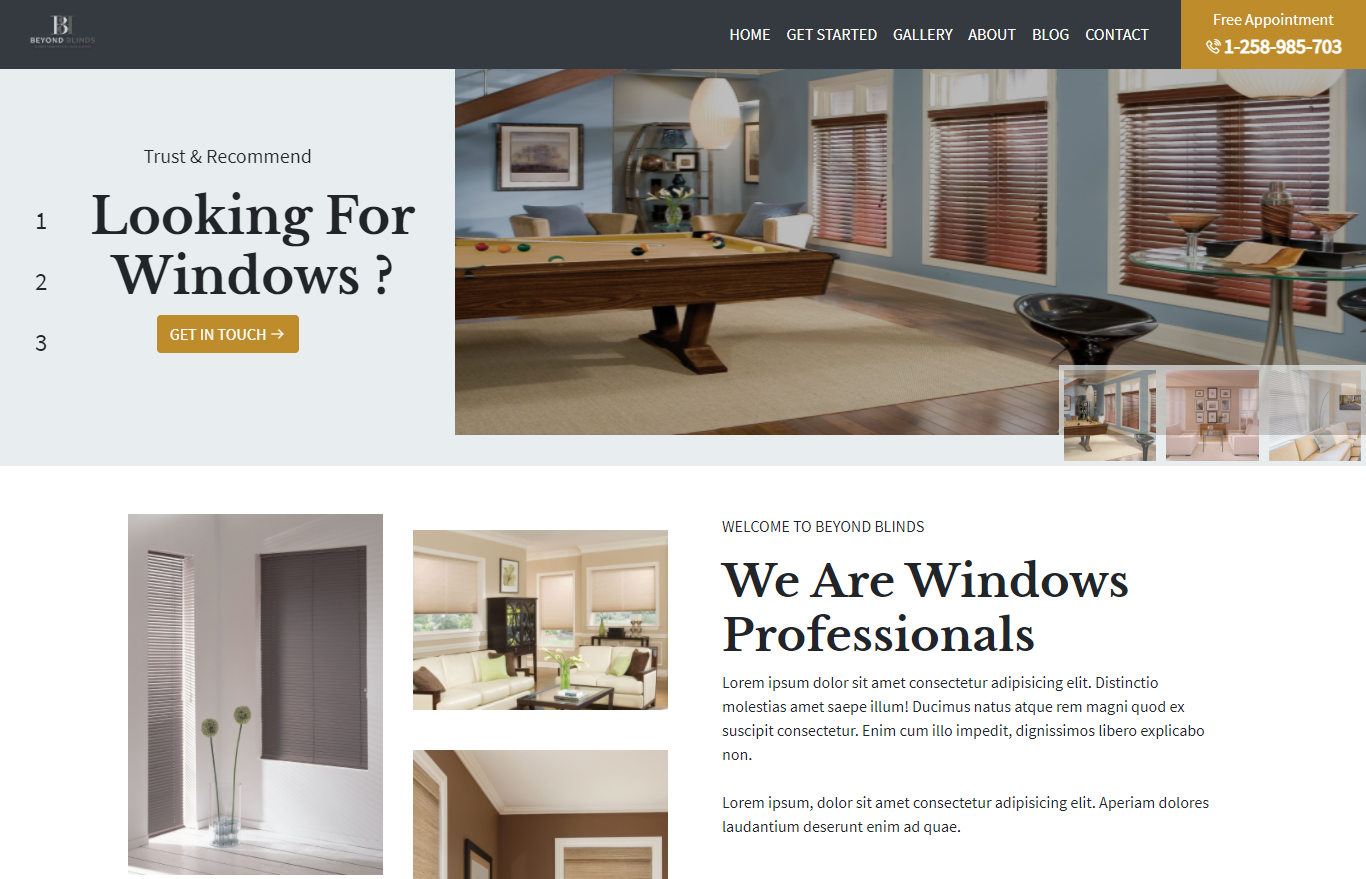 BI
BEYOND BLINDS
HOME GET STARTED GALLERY ABOUT BLOG CONTACT
Free Appointment
1-258-985-703
Trust & Recommend
Looking For
Windows ?
GET IN TOUCH →
1
2
3
WELCOME TO BEYOND BLINDS
We Are Windows
Professionals
Lorem ipsum dolor sit amet consectetur adipisicing elit. Distinctio
molestias amet saepe illum! Ducimus natus atque rem magni quod ex
suscipit consectetur. Enim cum illo impedit, dignissimos libero explicabo
non.
Lorem ipsum, dolor sit amet consectetur adipisicing elit. Aperiam dolores
laudantium deserunt enim ad quae.